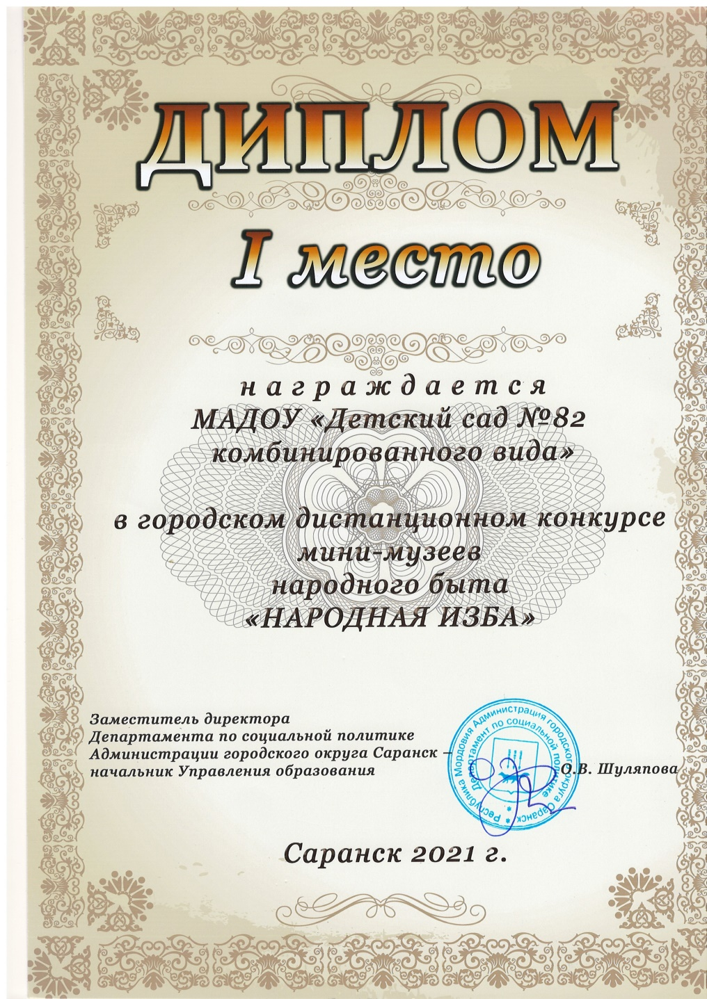 ДИПЛОМ
I место
награждается
МАДОУ «Детский сад №82
комбинированного вида»
в городском дистанционном конкурсе
мини-музеев
народного быта
«НАРОДНАЯ ИЗБА»
Заместитель директора
Департамента по социальной политике
Администрации городского округа Саранск –
начальник Управления образования
О.В. Шуляпова
Республика Мордовия Администрация городского округа Саранск
Департамент по социальной политике
Саранск 2021 г.